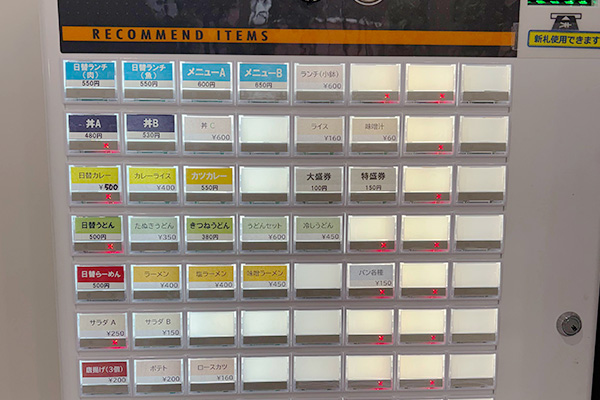 RECOMMEND ITEMS
新札使用できます
日替ランチ
(肉)
550円
日替ランチ
(魚)
550円
メニューA
600円
メニューB
650円
ランチ(小鉢)
¥600
丼A
480円
丼B
530円
丼 C
¥600
ライス
¥160
味噌汁
¥60
日替カレー
¥500
カレーライス
¥400
カツカレー
550円
大盛券
100円
特盛券
150円
日替うどん
500円
たぬきうどん
¥350
きつねうどん
380円
うどんセット
¥600
冷しうどん
¥450
日替らーめん
500円
ラーメン
¥400
塩ラーメン
¥400
味噌ラーメン
¥450
パン各種
¥150
サラダ A
¥250
サラダ B
¥150
唐揚げ(3個)
¥200
ポテト
¥200
ロースカツ
¥160